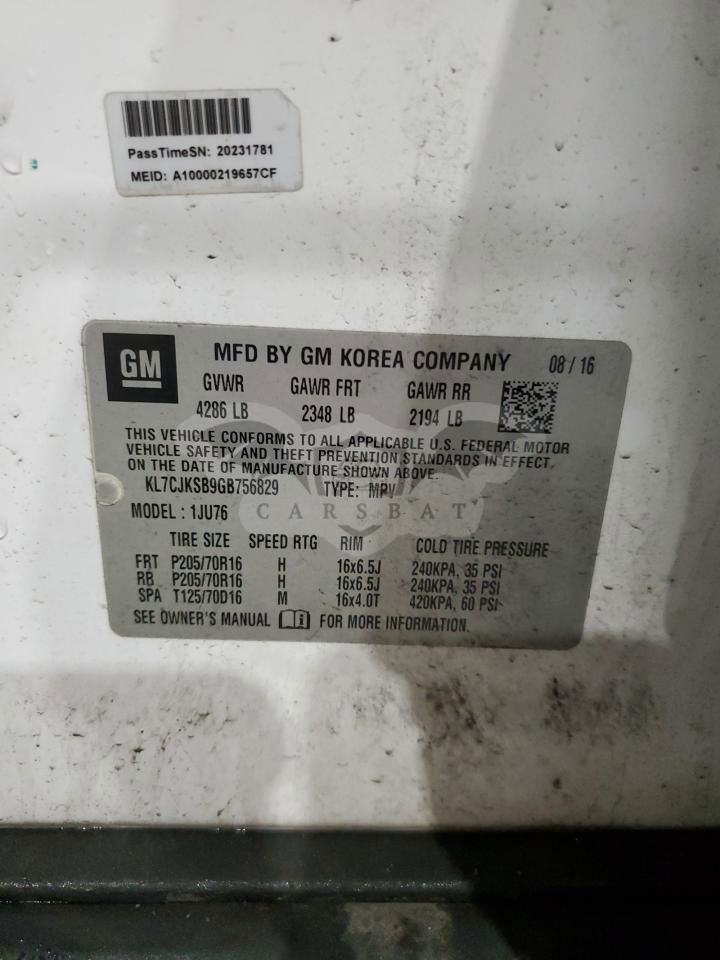 PassTimeSN: 20231781
MEID: A10000219657CF
GM MFD BY GM KOREA COMPANY 08 / 16
GVWR GAWR FRT GAWR RR
4286 LB 2348 LB 2194 LB
THIS VEHICLE CONFORMS TO ALL APPLICABLE U.S. FEDERAL MOTOR
VEHICLE SAFETY AND THEFT PREVENTION STANDARDS IN EFFECT
ON THE DATE OF MANUFACTURE SHOWN ABOVE.
KL7CJKSB9GB756829 TYPE: MPV
CARSBAT
MODEL : 1JU76
TIRE SIZE SPEED RTG RIM COLD TIRE PRESSURE
FRT P205/70R16 H 16x6.5J 240KPA, 35 PSI
RB P205/70R16 H 16x6.5J 240KPA, 35 PSI
SPA T125/70D16 M 16x4.0T 420KPA, 60 PSI
SEE OWNER'S MANUAL FOR MORE INFORMATION.